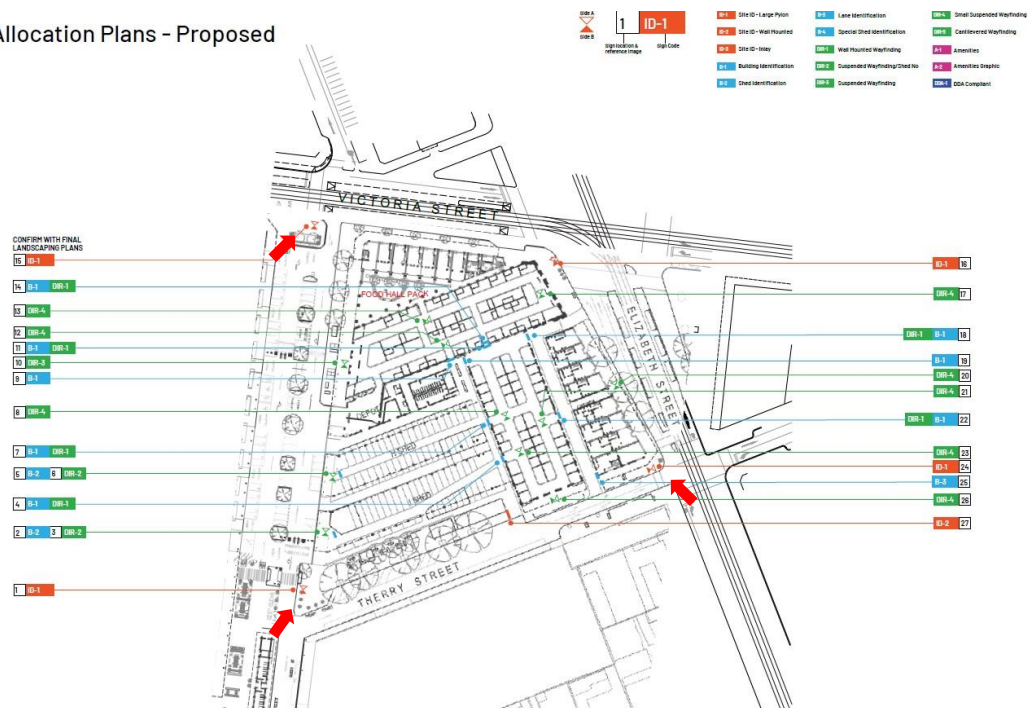 Allocation Plans - Proposed
Side A
Side B
1 ID-1
Sign location & reference image
Sign Code
ID-1 Site ID - Large Pylon
ID-2 Site ID - Wall Mounted
ID-3 Site ID - Inlay
B-1 Building Identification
B-2 Shed Identification
B-3 Lane Identification
B-4 Special Shed Identification
DIR-1 Wall Mounted Wayfinding
DIR-2 Suspended Wayfinding/Shed No
DIR-3 Suspended Wayfinding
DIR-4 Small Suspended Wayfinding
DIR-5 Cantilevered Wayfinding
A-1 Amenities
A-2 Amenities Graphic
DDA-1 DDA Compliant
VICTORIA STREET
CONFIRM WITH FINAL
LANDSCAPING PLANS
15 ID-1
14 B-1 DIR-1
13 DIR-4
12 DIR-4
11 B-1 DIR-1
10 DIR-3
9 B-1
8 DIR-4
7 B-1 DIR-1
5 B-2 6 DIR-2
4 B-1 DIR-1
2 B-2 3 DIR-2
1 ID-1
FOOD HALL PACK
DEPOT
I SHED
J SHED
ELIZABETH STREET
THERRY STREET
ID-1 16
DIR-4 17
DIR-1 B-1 18
B-1 19
DIR-4 20
DIR-4 21
DIR-1 B-1 22
DIR-4 23
ID-1 24
B-3 25
DIR-4 26
ID-2 27